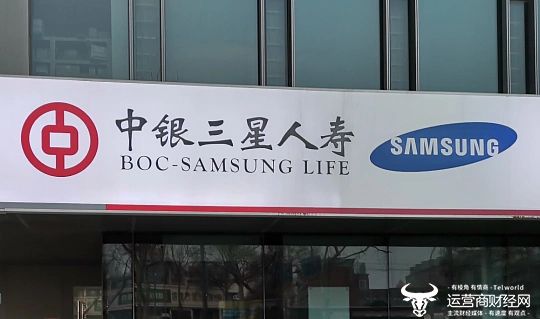 中银三星人寿
BOC-SAMSUNG LIFE
SAMSUNG
·有棱角 有情商·Telworld
运营商财经网
主流财经媒体·有速度 有观点·